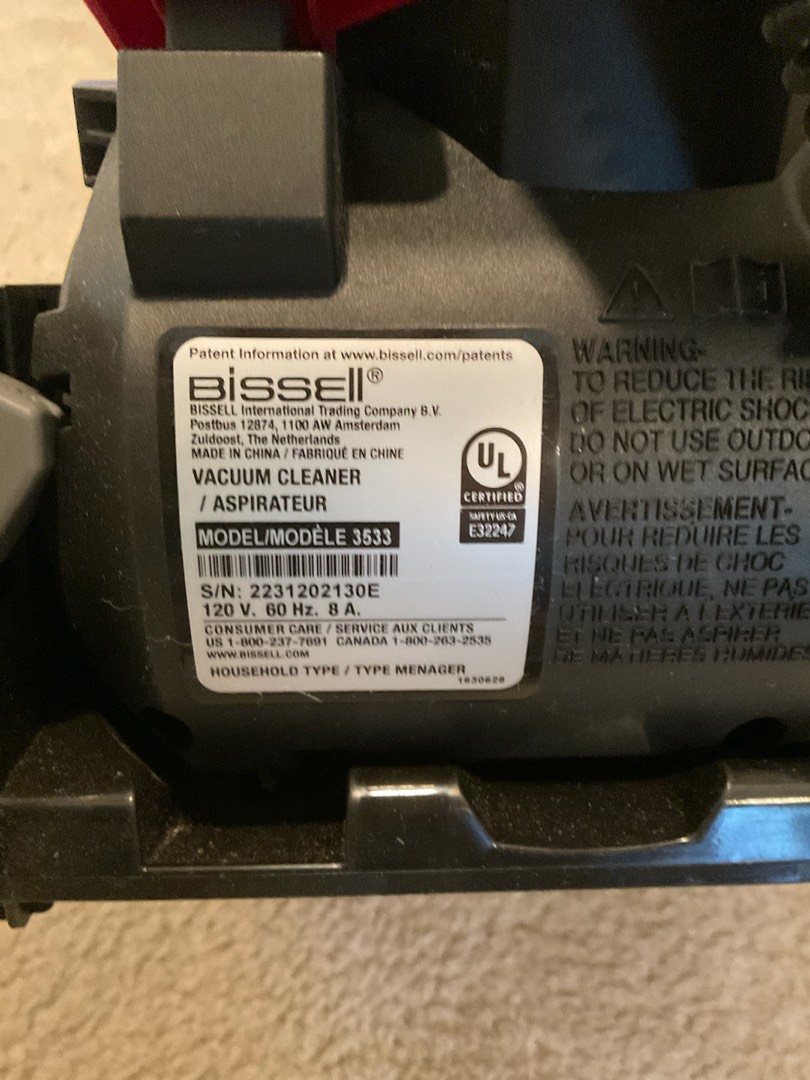 Patent Information at www.bissell.com/patents
BISSELL®
BISSELL International Trading Company B.V.
Postbus 12874, 1100 AW Amsterdam
Zuidoost, The Netherlands
MADE IN CHINA / FABRIQUÉ EN CHINE
VACUUM CLEANER
/ ASPIRATEUR
UL
CERTIFIED®
SAFETY US-CA
E32247
MODEL/MODÈLE 3533
S/N: 2231202130E
120 V. 60 Hz. 8 A.
CONSUMER CARE / SERVICE AUX CLIENTS
US 1-800-237-7691 CANADA 1-800-263-2535
www.BISSELL.COM
HOUSEHOLD TYPE / TYPE MENAGER
1630628
WARNING-
TO REDUCE THE
OF ELECTRIC
DO NOT USE
OR ON WET
AVERTISSEMENT-
POUR REDUIRE LES
RISQUES DE CHOC
ELECTRIQUE, NE PAS
UTILISER A
ET NE PAS ASPIRER
DE MATIERES HUMIDES